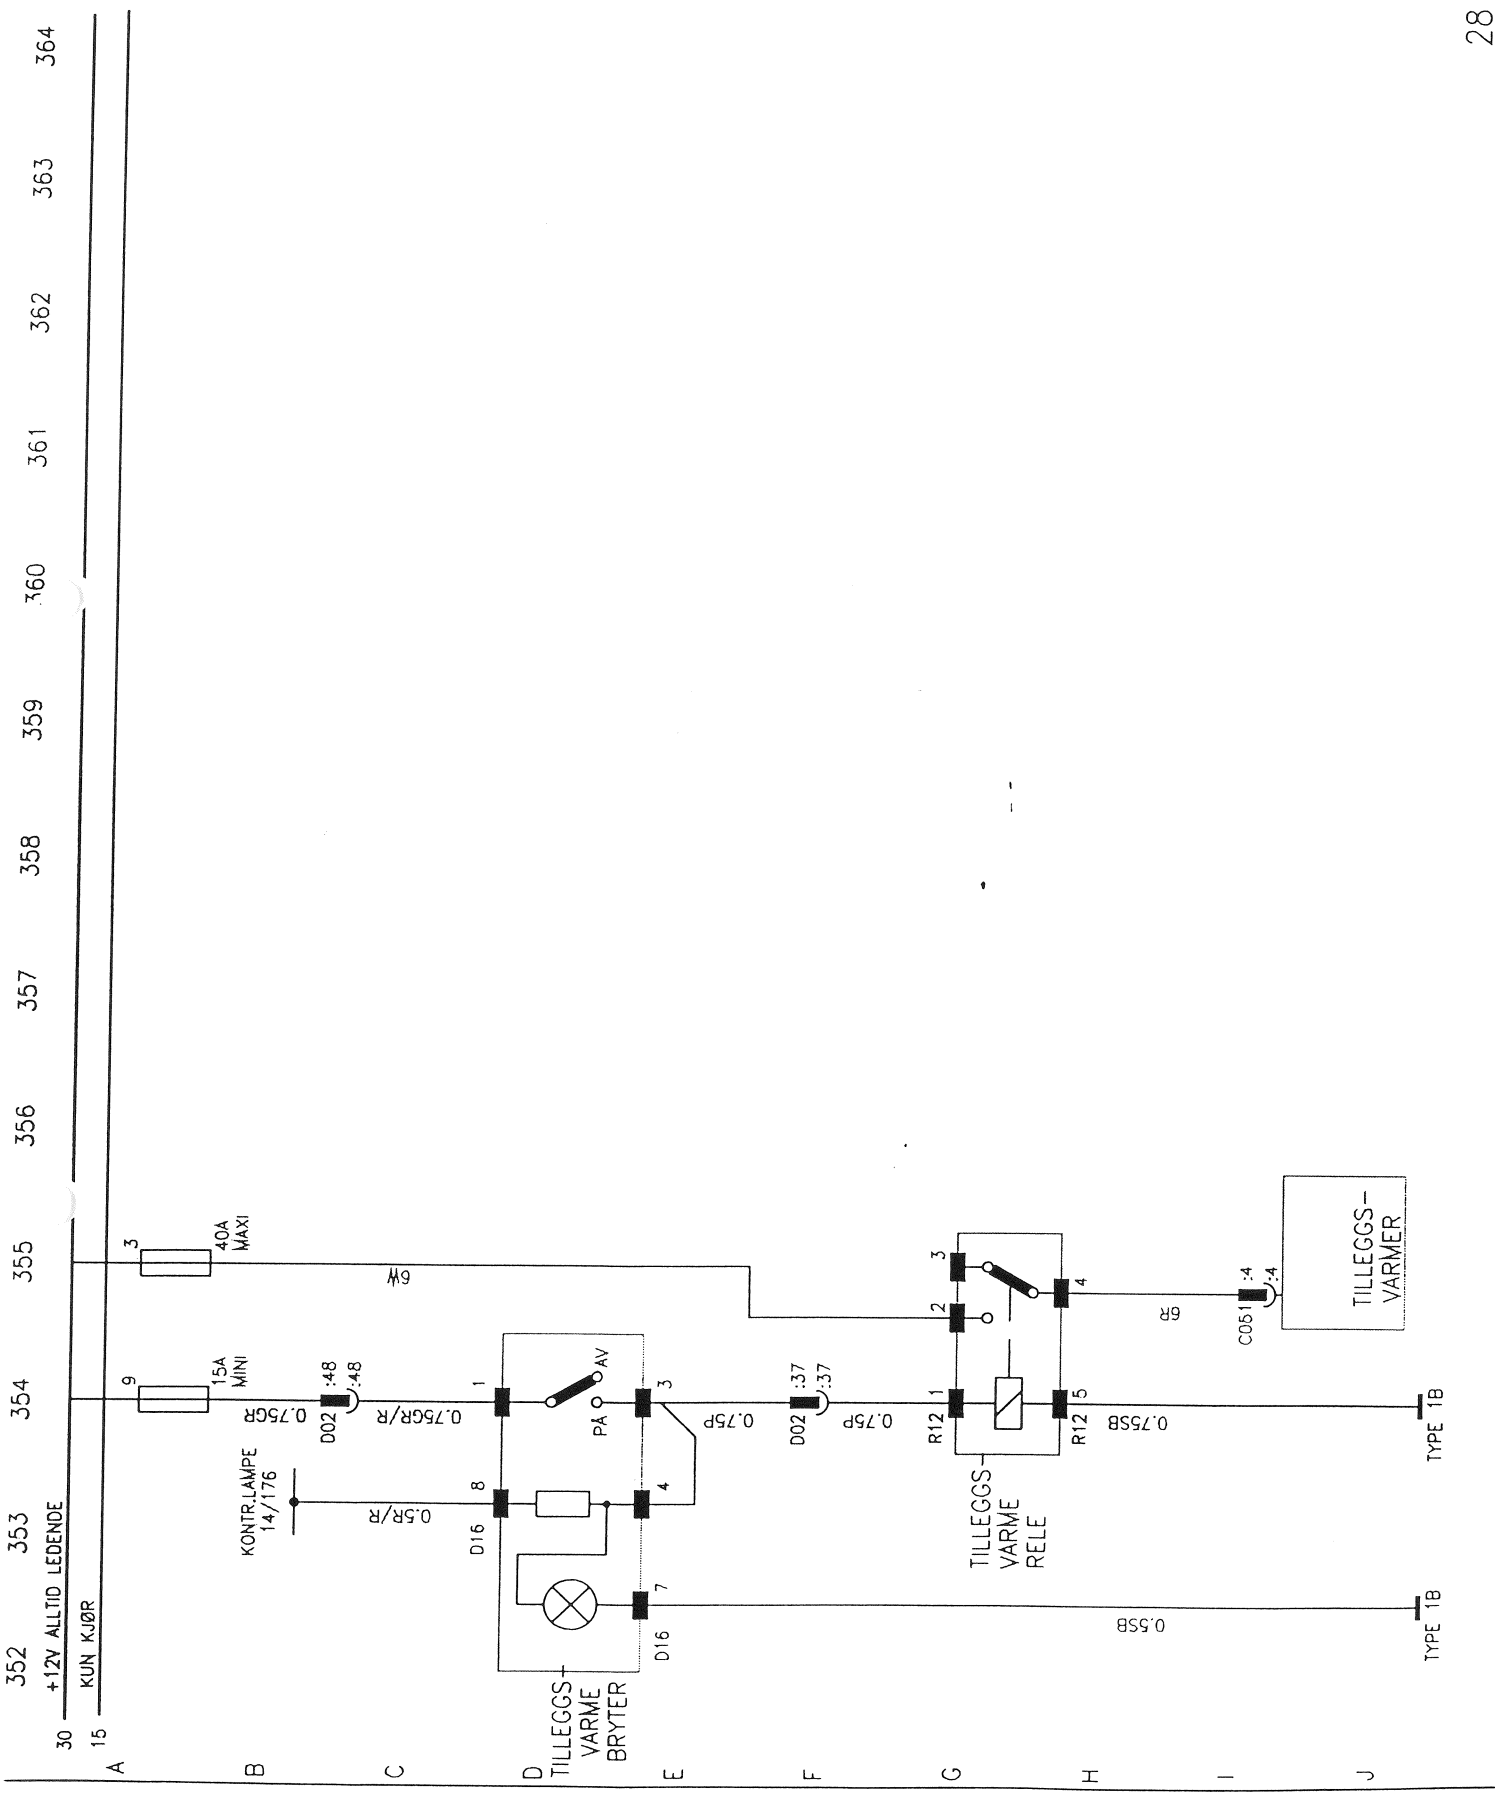 352 353 354 355 356 357 358 359 360 361 362 363 364
30 +12V ALLTID LEDENDE
15 KUN KJØR
A
9
3
15A
MINI
40A
MAXI
B
KONTR.LAMPE
14/176
0.75GR
D02 :48
:48
C
0.5R/R
0.75GR/R
6W
D16 8
1
D
TILLEGGS-
VARME
BRYTER
PÅ
AV
E
D16 7
4
3
0.75P
F
D02 :37
:37
0.75P
G
R12 1
2
3
TILLEGGS-
VARME
RELE
H
R12 5
4
0.5SB
0.75SB
6R
I
C051 :4
:4
J
TILLEGGS-
VARMER
TYPE 1B
TYPE 1B
28